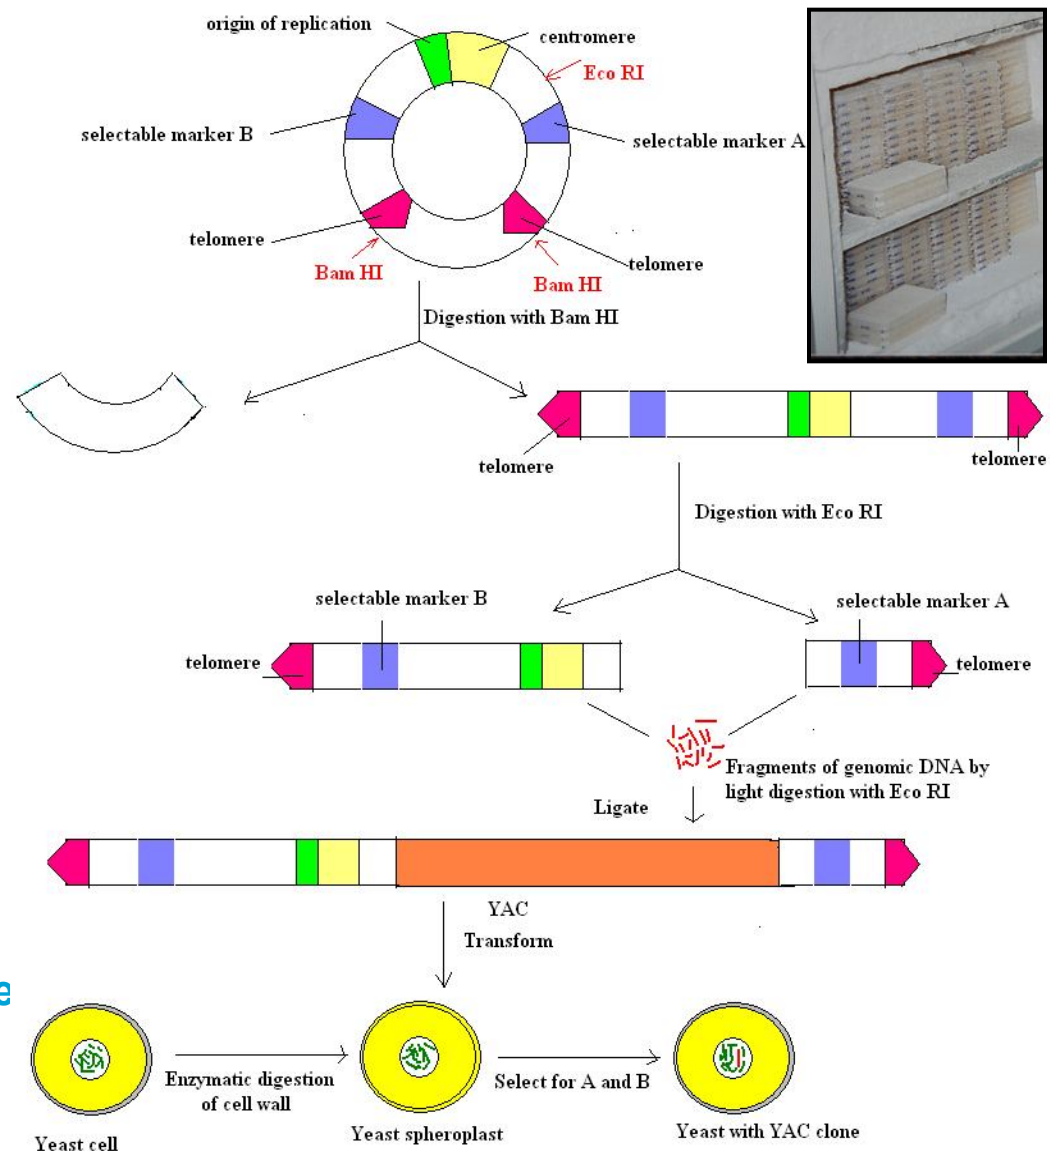 origin of replication
centromere
Eco RI
selectable marker B
selectable marker A
telomere
telomere
Bam HI
Bam HI
Digestion with Bam HI
telomere
telomere
Digestion with Eco RI
selectable marker B
selectable marker A
telomere
telomere
Fragments of genomic DNA by
light digestion with Eco RI
Ligate
YAC
Transform
e
Enzymatic digestion
of cell wall
Select for A and B
Yeast cell
Yeast spheroplast
Yeast with YAC clone